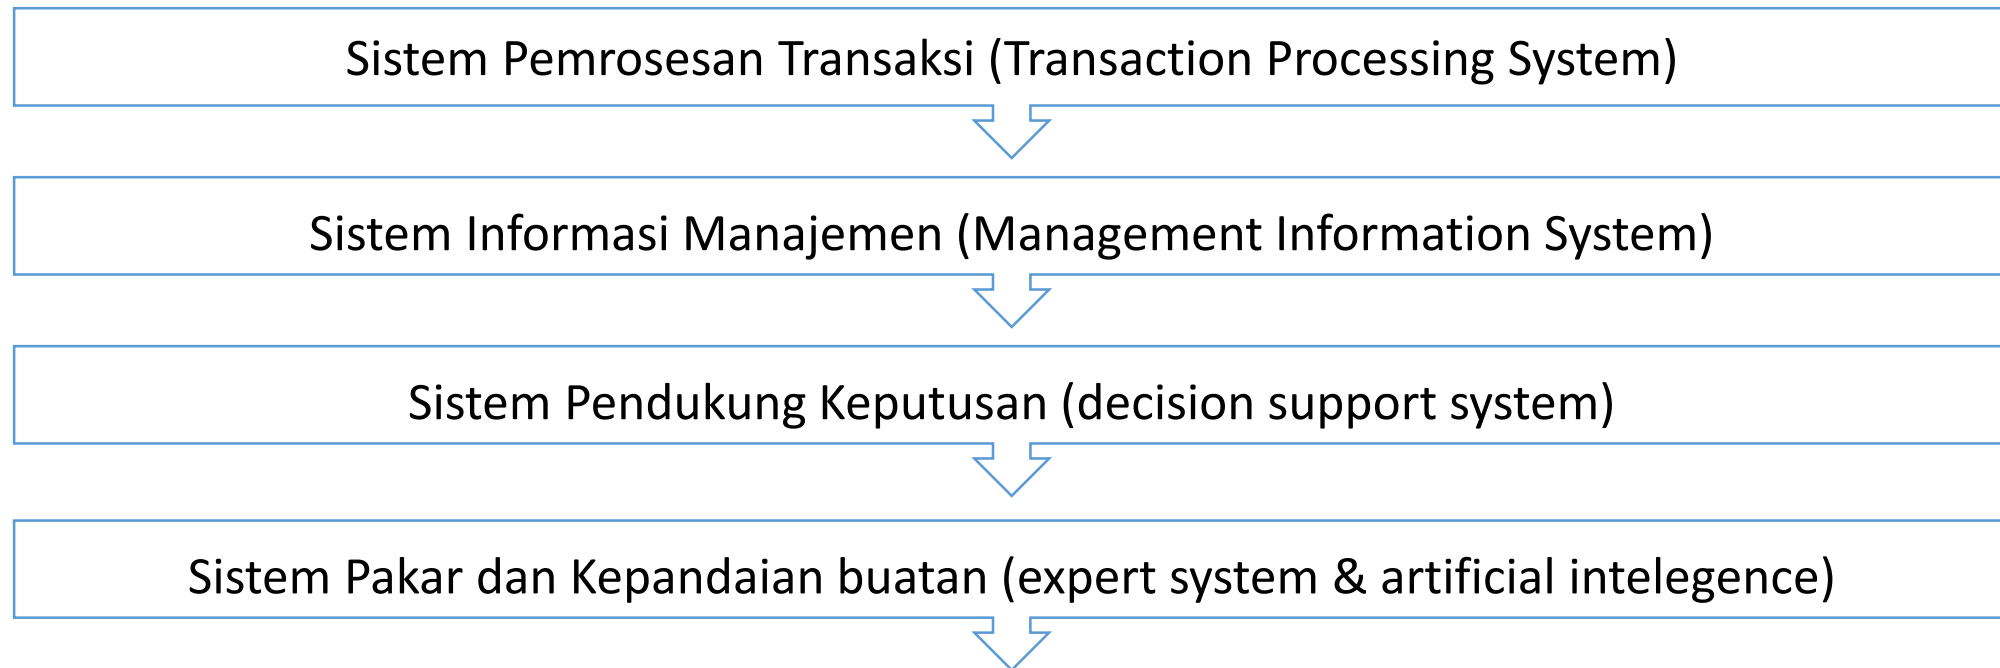 Sistem Pemrosesan Transaksi (Transaction Processing System)
Sistem Informasi Manajemen (Management Information System)
Sistem Pendukung Keputusan (decision support system)
Sistem Pakar dan Kepandaian buatan (expert system & artificial intelegence)